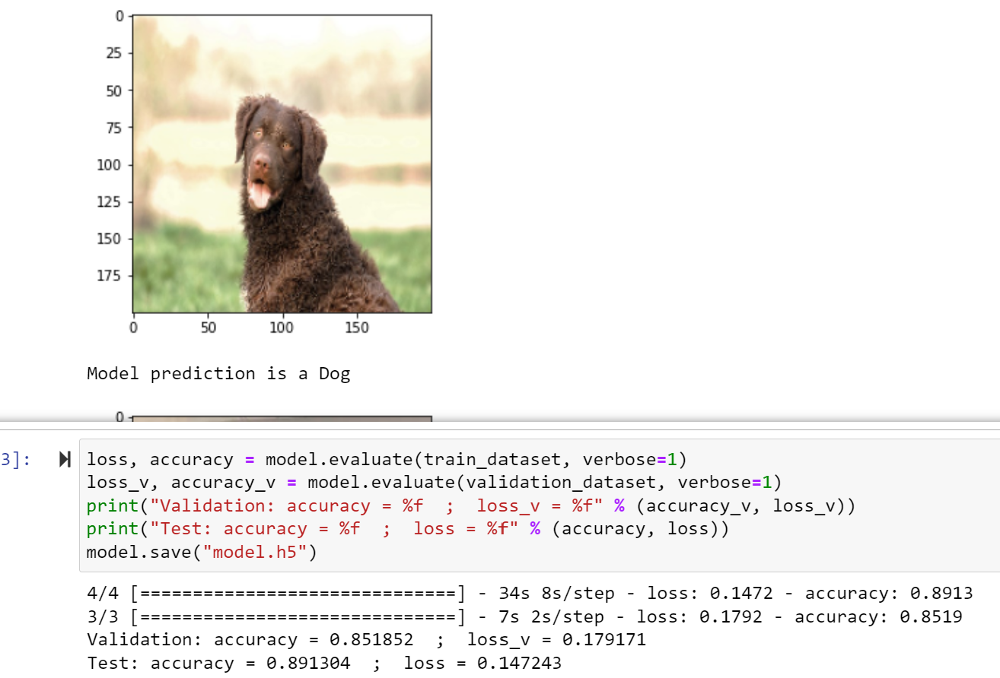 0
25
50
75
100
125
150
175
0 50 100 150
Model prediction is a Dog
0
3]:
loss, accuracy = model.evaluate(train_dataset, verbose=1)
loss_v, accuracy_v = model.evaluate(validation_dataset, verbose=1)
print("Validation: accuracy = %f  ;  loss_v = %f" % (accuracy_v, loss_v))
print("Test: accuracy = %f  ;  loss = %f" % (accuracy, loss))
model.save("model.h5")
4/4 [==============================] - 34s 8s/step - loss: 0.1472 - accuracy: 0.8913
3/3 [==============================] - 7s 2s/step - loss: 0.1792 - accuracy: 0.8519
Validation: accuracy = 0.851852  ;  loss_v = 0.179171
Test: accuracy = 0.891304  ;  loss = 0.147243